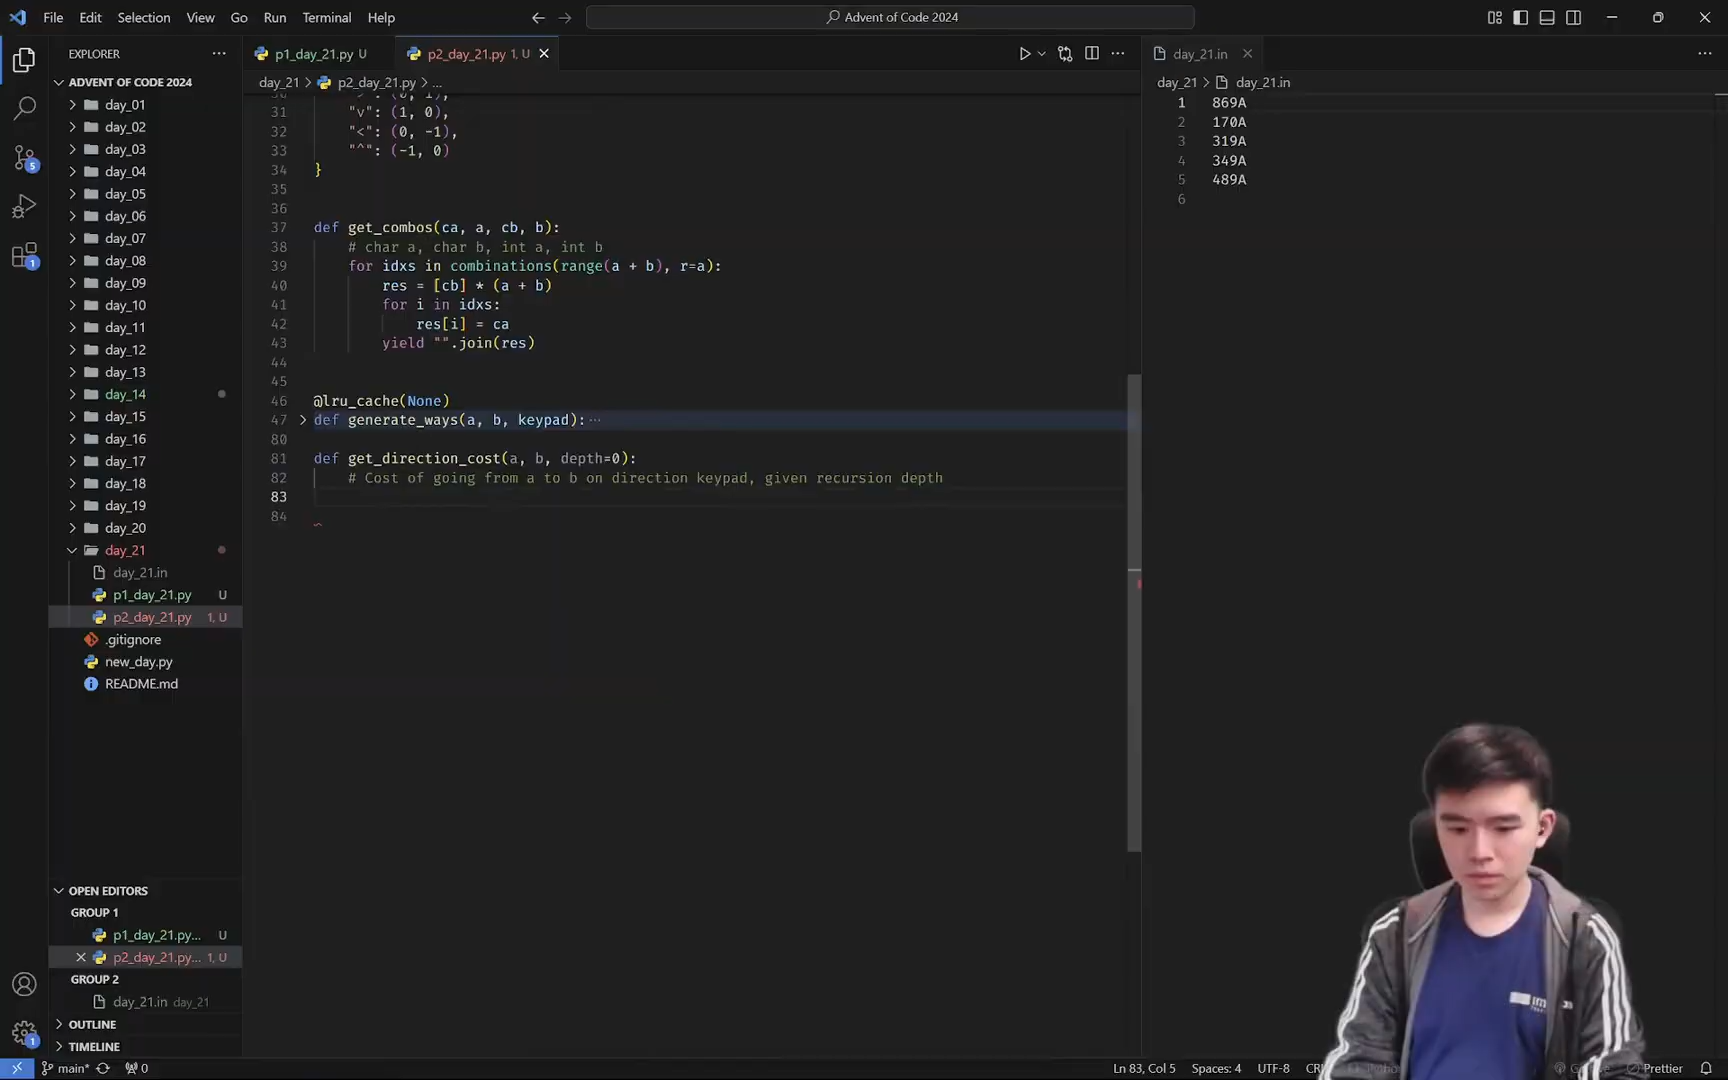 File Edit Selection View Go Run Terminal Help
Advent of Code 2024
EXPLORER
ADVENT OF CODE 2024
day_01
day_02
day_03
day_04
day_05
day_06
day_07
day_08
day_09
day_10
day_11
day_12
day_13
day_14
day_15
day_16
day_17
day_18
day_19
day_20
day_21
day_21.in
p1_day_21.py U
p2_day_21.py 1, U
.gitignore
new_day.py
README.md
OPEN EDITORS
GROUP 1
p1_day_21.py... U
p2_day_21.py... 1, U
GROUP 2
day_21.in day_21
OUTLINE
TIMELINE
5
1
1
p1_day_21.py U
p2_day_21.py 1, U
day_21 > p2_day_21.py > ...
31 "v": (1, 0),
32 "<": (0, -1),
33 "^": (-1, 0)
34 }
35
36
37 def get_combos(ca, a, cb, b):
38 # char a, char b, int a, int b
39 for idxs in combinations(range(a + b), r=a):
40 res = [cb] * (a + b)
41 for i in idxs:
42 res[i] = ca
43 yield "".join(res)
44
45
46 @lru_cache(None)
47 def generate_ways(a, b, keypad):···
80
81 def get_direction_cost(a, b, depth=0):
82 # Cost of going from a to b on direction keypad, given recursion depth
83
84
day_21.in
day_21 > day_21.in
1 869A
2 170A
3 319A
4 349A
5 489A
6
main* 0
Ln 83, Col 5 Spaces: 4 UTF-8
Prettier